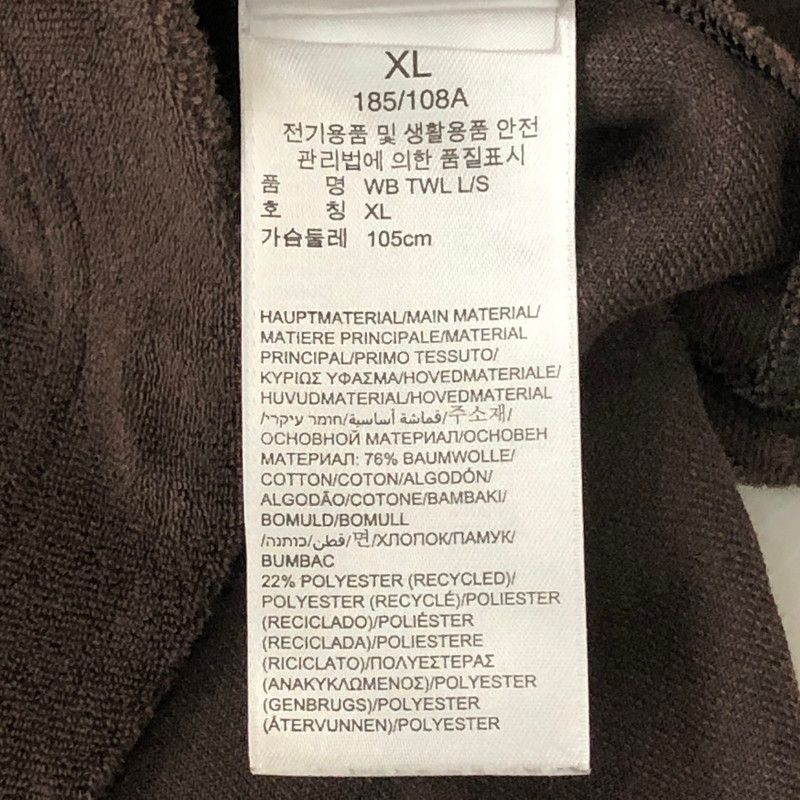 XL
185/108A
전기용품 및 생활용품 안전
관리법에 의한 품질표시
품 명 WB TWL L/S
호 칭 XL
가슴둘레 105cm
HAUPTMATERIAL/MAIN MATERIAL/
MATIERE PRINCIPALE/MATERIAL
PRINCIPAL/PRIMO TESSUTO/
ΚΥΡΙΩΣ ΥΦΑΣΜΑ/HOVEDMATERIALE/
HUVUDMATERIAL/HOVEDMATERIAL
/חומר עיקרי/قماشة أساسية/주소재/
ОСНОВНОЙ МАТЕРИАЛ/ОСНОВЕН
МАТЕРИАЛ: 76% BAUMWOLLE/
COTTON/COTON/ALGODÓN/
ALGODÃO/COTONE/BAMBAKI/
BOMULD/BOMULL
/כותנה/قطن/면/ХЛОПОК/ПАМУК/
BUMBAC
22% POLYESTER (RECYCLED)/
POLYESTER (RECYCLÉ)/POLIESTER
(RECICLADO)/POLIÉSTER
(RECICLADA)/POLIESTERE
(RICICLATO)/ΠΟΛΥΕΣΤΕΡΑΣ
(ΑΝΑΚΥΚΛΩΜΕΝΟΣ)/POLYESTER
(GENBRUGS)/POLYESTER
(ÅTERVUNNEN)/POLYESTER